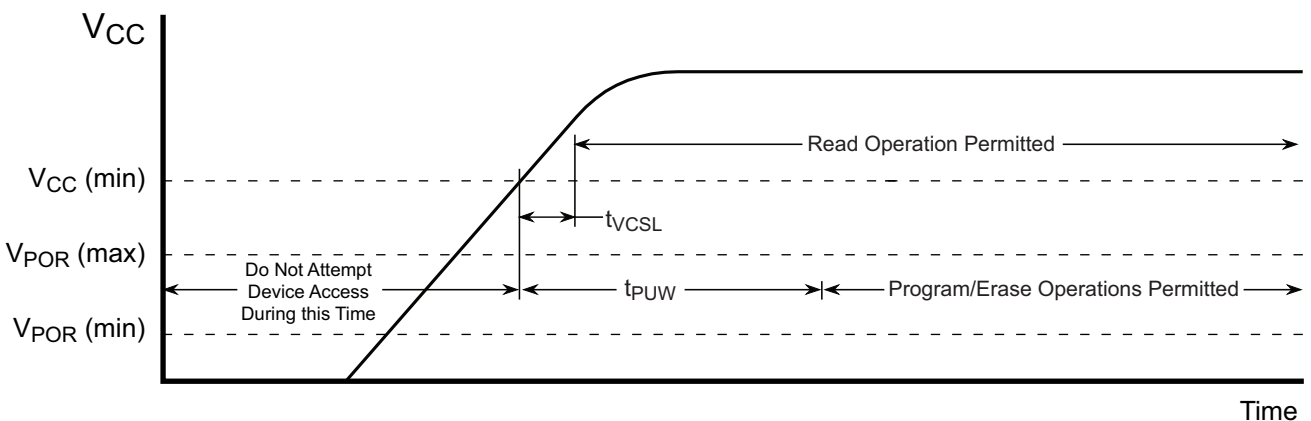 VCC
Read Operation Permitted
VCC (min)
tVCSL
VPOR (max)
Do Not Attempt
Device Access
During this Time
tPUW
Program/Erase Operations Permitted
VPOR (min)
Time